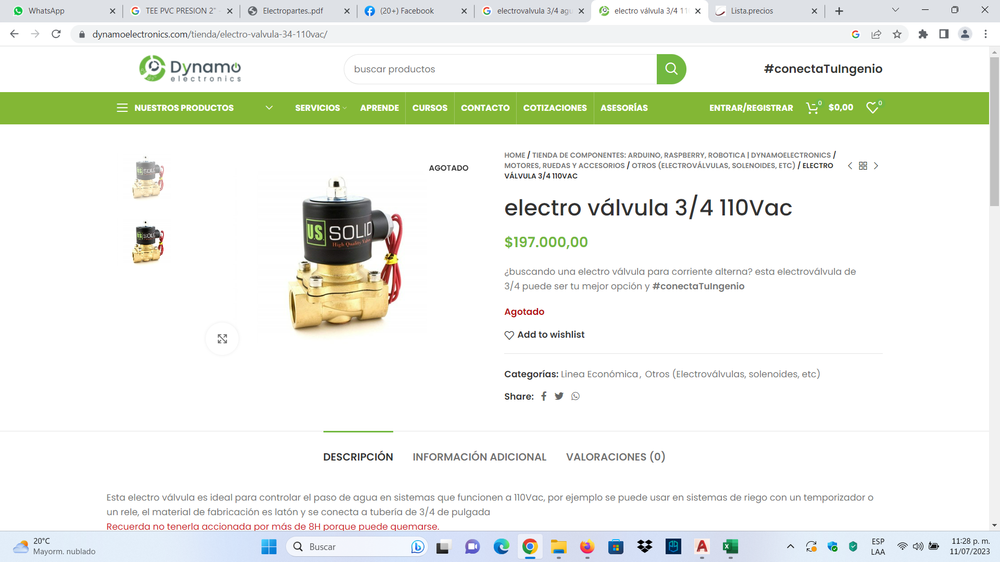 WhatsApp
TEE PVC PRESION 2" -
Electropartes..pdf
(20+) Facebook
electrovalvula 3/4 agu
electro válvula 3/4 11
Lista.precios
dynamoelectronics.com/tienda/electro-valvula-34-110vac/
Dynamo
electronics
buscar productos
#conectaTuIngenio
NUESTROS PRODUCTOS
SERVICIOS
APRENDE
CURSOS
CONTACTO
COTIZACIONES
ASESORÍAS
ENTRAR/REGISTRAR
0
$0,00
0
AGOTADO
U.S. SOLID
High Quality Valve
HOME / TIENDA DE COMPONENTES: ARDUINO, RASPBERRY, ROBOTICA | DYNAMOELECTRONICS /
MOTORES, RUEDAS Y ACCESORIOS / OTROS (ELECTROVÁLVULAS, SOLENOIDES, ETC) / ELECTRO
VÁLVULA 3/4 110VAC
electro válvula 3/4 110Vac
$197.000,00
¿buscando una electro válvula para corriente alterna? esta electroválvula de
3/4 puede ser tu mejor opción y #conectaTuIngenio
Agotado
Add to wishlist
Categorías: Linea Económica, Otros (Electroválvulas, solenoides, etc)
Share:
DESCRIPCIÓN
INFORMACIÓN ADICIONAL
VALORACIONES (0)
Esta electro válvula es ideal para controlar el paso de agua en sistemas que funcionen a 110Vac, por ejemplo se puede usar en sistemas de riego con un temporizador o
un rele, el material de fabricación es latón y se conecta a tubería de 3/4 de pulgada
Recuerda no tenerla accionada por más de 8H porque puede quemarse.
20°C
Mayorm. nublado
Buscar
ESP
LAA
11:28 p. m.
11/07/2023